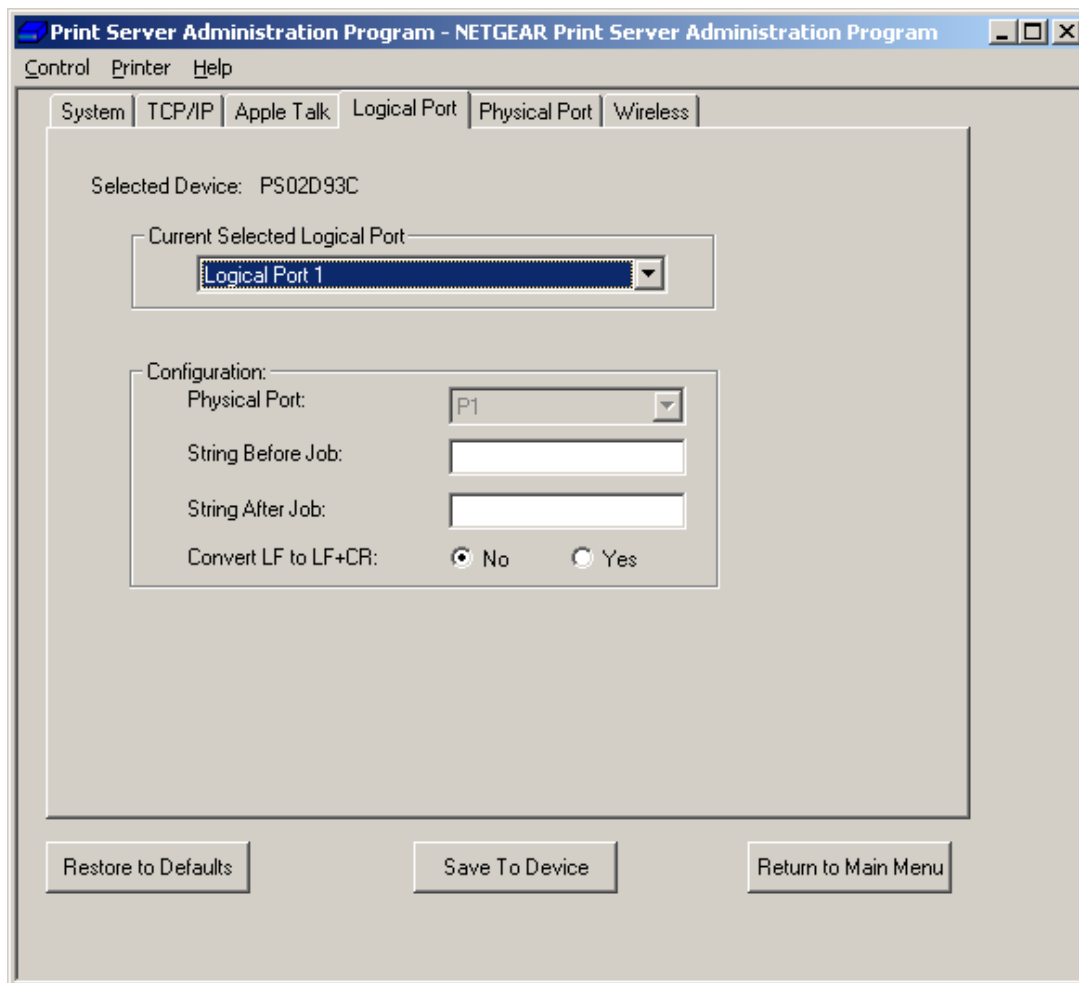 Print Server Administration Program - NETGEAR Print Server Administration Program
Control Printer Help
System TCP/IP Apple Talk Logical Port Physical Port Wireless
Selected Device: PS02D93C
Current Selected Logical Port
Logical Port 1
Configuration:
Physical Port: P1
String Before Job:
String After Job:
Convert LF to LF+CR: No Yes
Restore to Defaults Save To Device Return to Main Menu